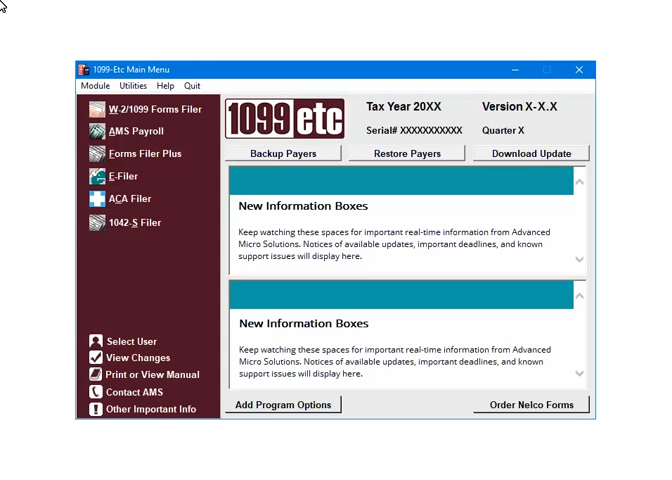 1099-Etc Main Menu
Module Utilities Help Quit
W-2/1099 Forms Filer
AMS Payroll
Forms Filer Plus
E-Filer
ACA Filer
1042-S Filer
Select User
View Changes
Print or View Manual
Contact AMS
Other Important Info
1099 etc
Tax Year 20XX Version X-X.X
Serial# XXXXXXXXXXX Quarter X
Backup Payers Restore Payers Download Update
New Information Boxes
Keep watching these spaces for important real-time information from Advanced
Micro Solutions. Notices of available updates, important deadlines, and known
support issues will display here.
New Information Boxes
Keep watching these spaces for important real-time information from Advanced
Micro Solutions. Notices of available updates, important deadlines, and known
support issues will display here.
Add Program Options Order Nelco Forms